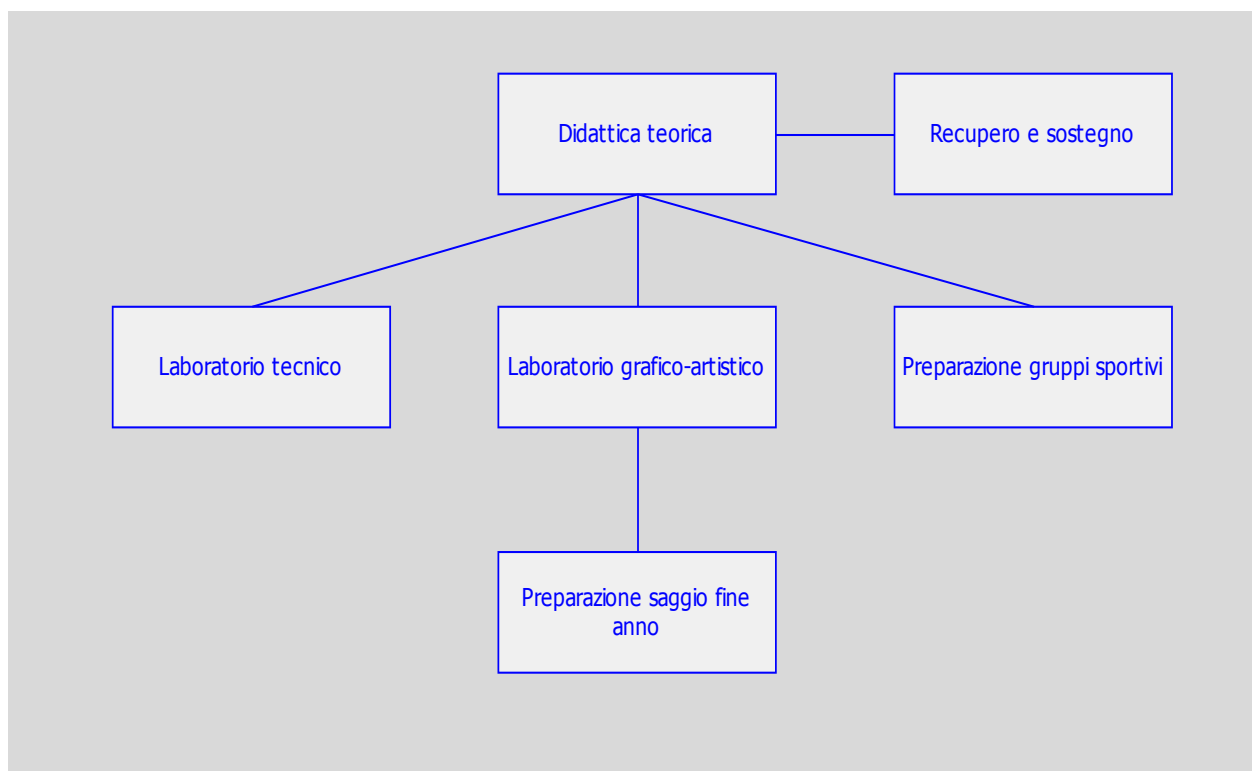 Didattica teorica
Recupero e sostegno
Laboratorio tecnico
Laboratorio grafico-artistico
Preparazione gruppi sportivi
Preparazione saggio fine
anno